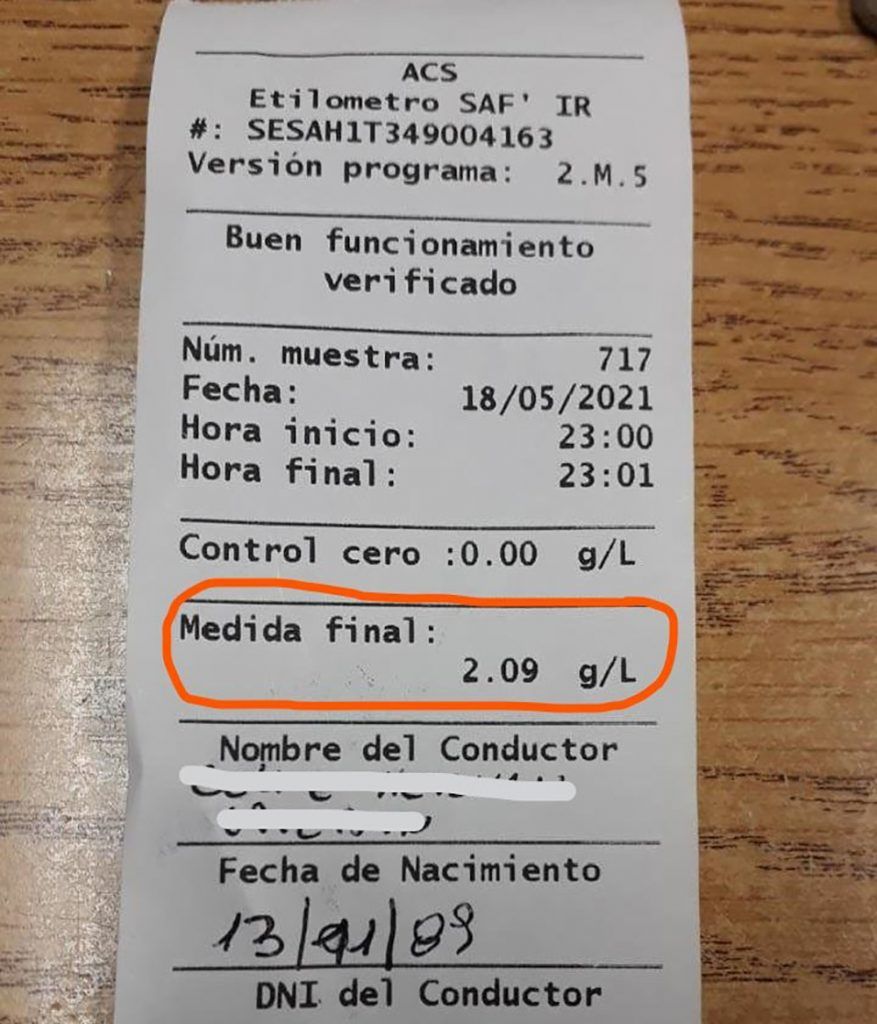 ACS
Etilometro SAF' IR
#: SESAH1T349004163
Versión programa: 2.M.5
Buen funcionamiento
verificado
Núm. muestra: 717
Fecha: 18/05/2021
Hora inicio: 23:00
Hora final: 23:01
Control cero :0.00 g/L
Medida final:
2.09 g/L
Nombre del Conductor
Fecha de Nacimiento
13/01/89
DNI del Conductor